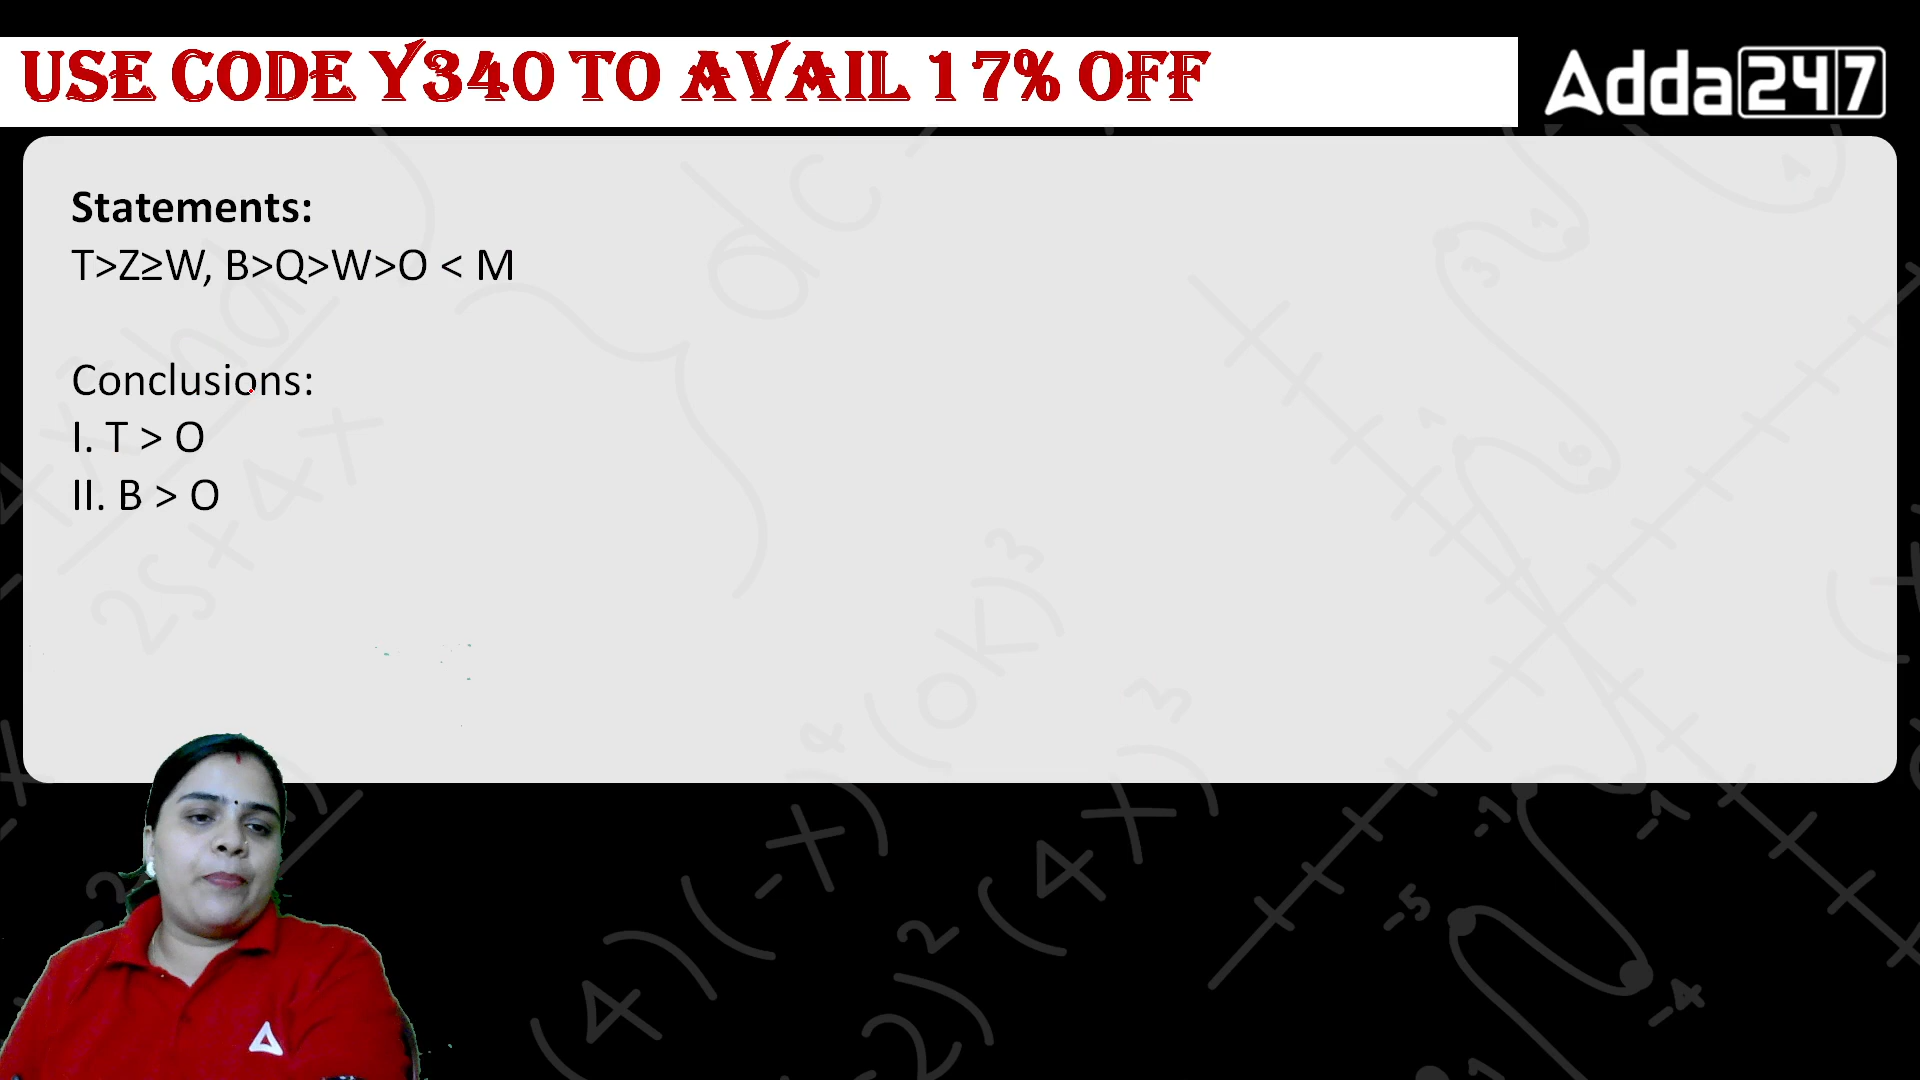 USE CODE Y340 TO AVAIL 17% OFF
Adda247
Statements:
T>Z≥W, B>Q>W>O < M
Conclusions:
I. T > O
II. B > O